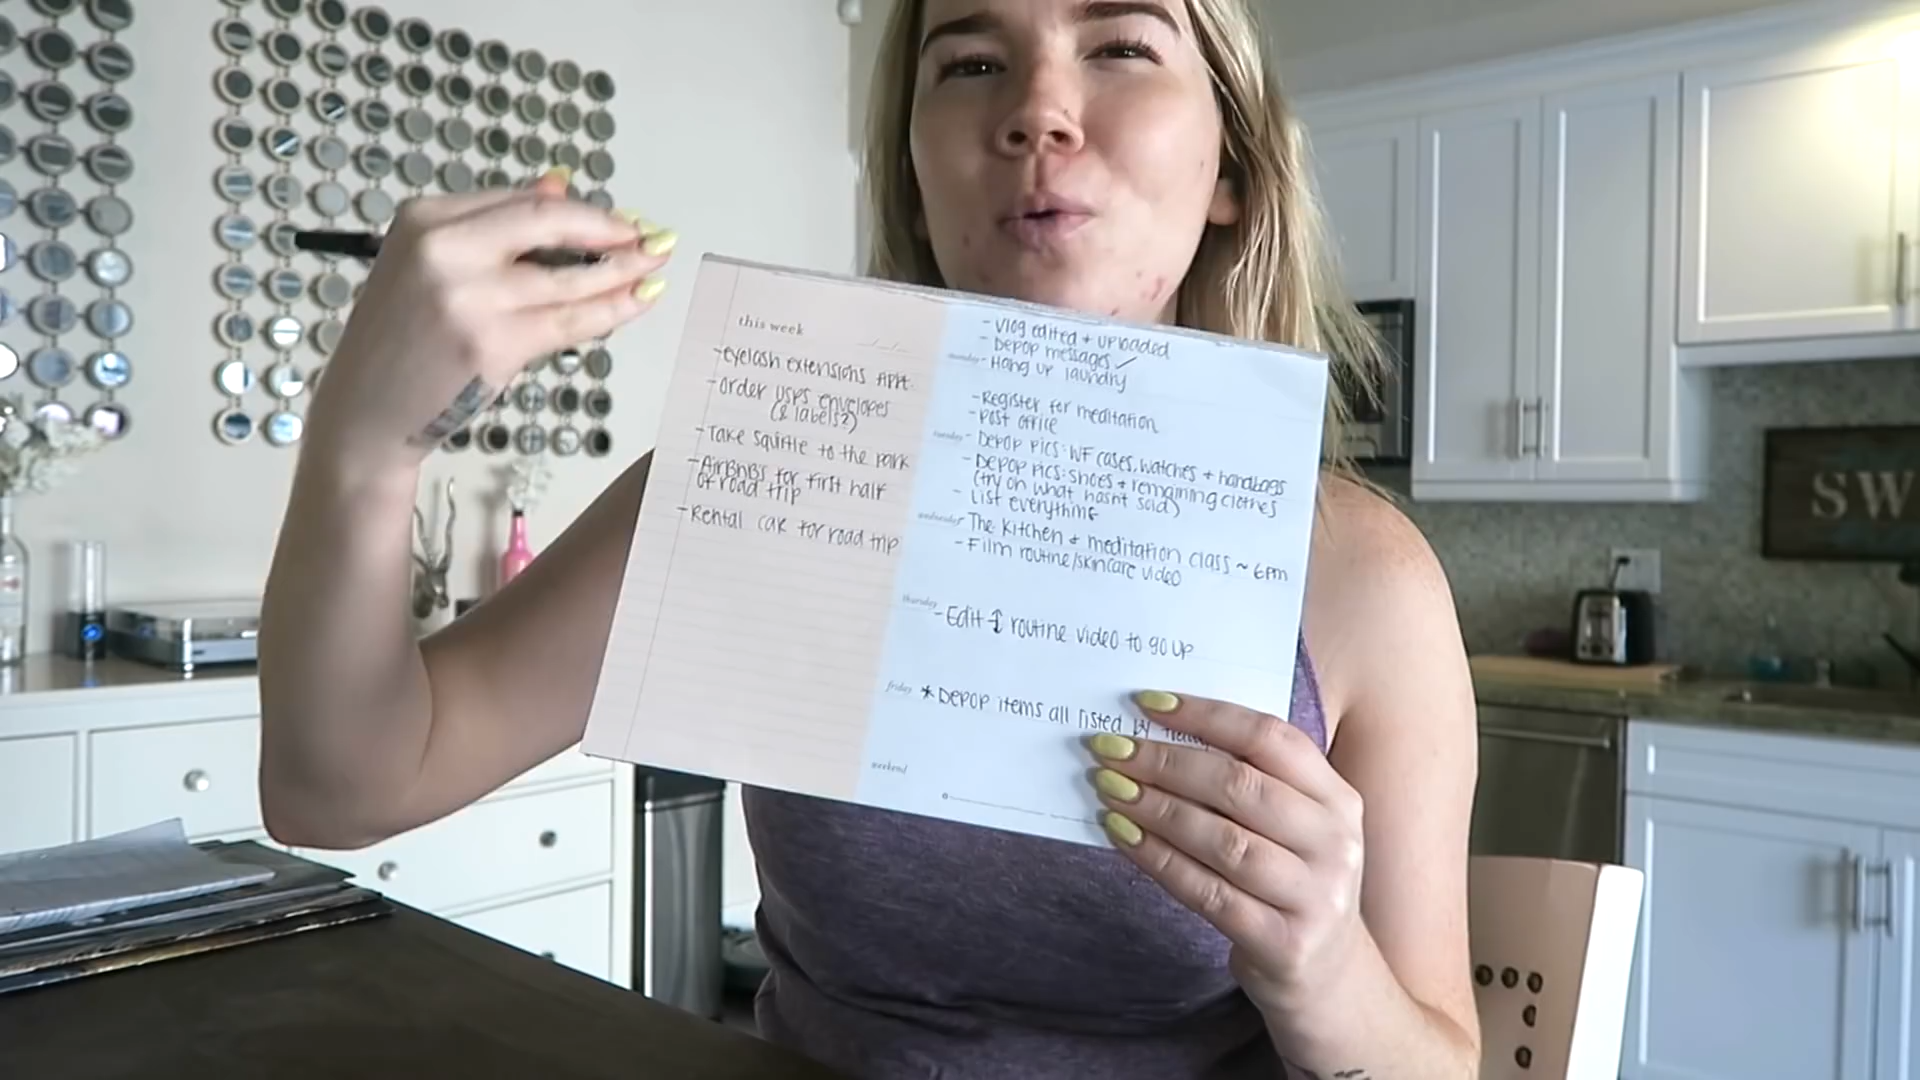 this week
- eyelash extensions appt.
- order USPS envelopes
(& labels?)
- Take Squirtle to the park
- AirBnB's for first half
of road trip
- Rental car for road trip
- Vlog edited + uploaded
- Depop messages ✓
monday - Hang up laundry
- Register for meditation
- post office
tuesday - Depop pics: WF cases, watches + handbags
- Depop pics: shoes + remaining clothes
(try on what hasn't sold)
- List everything
wednesday - The Kitchen & meditation class ~ 6pm
- Film routine/skincare video
thursday
- Edit ↕ routine video to go up
friday * Depop items all listed by
weekend
SW